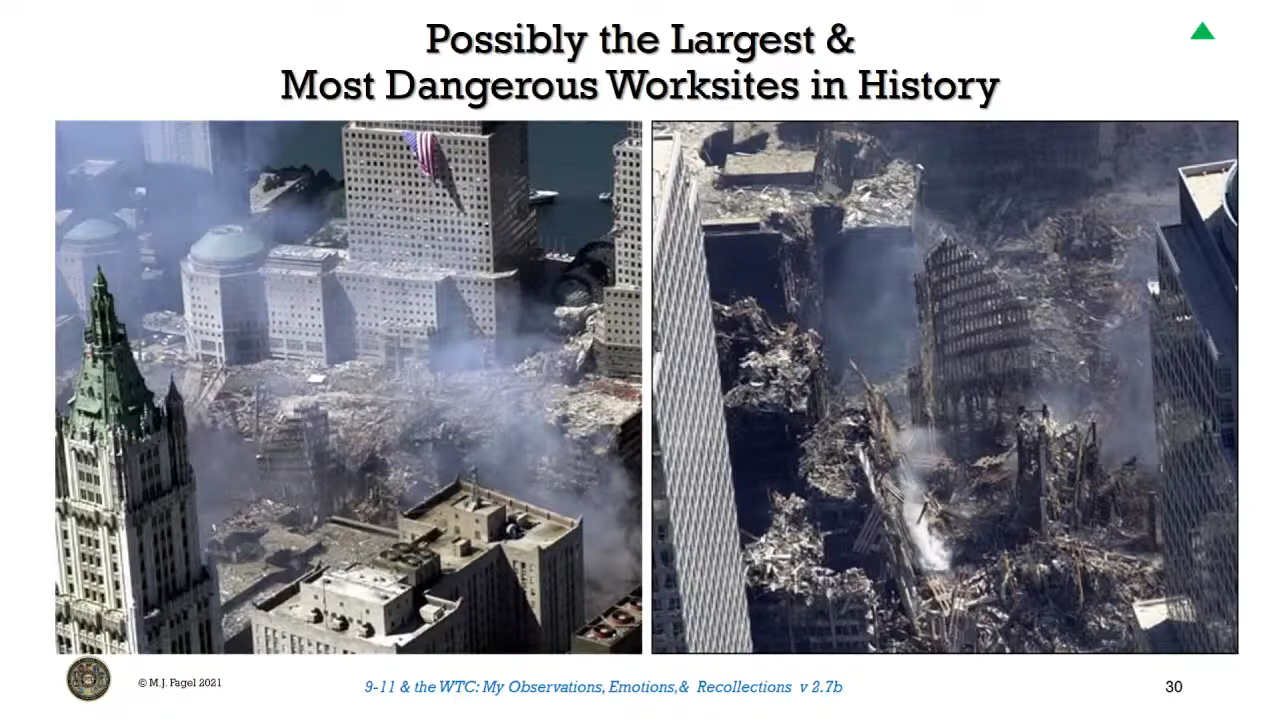 Possibly the Largest &
Most Dangerous Worksites in History
© M.J. Fagel 2021
9-11 & the WTC: My Observations, Emotions,& Recollections v 2.7b
30